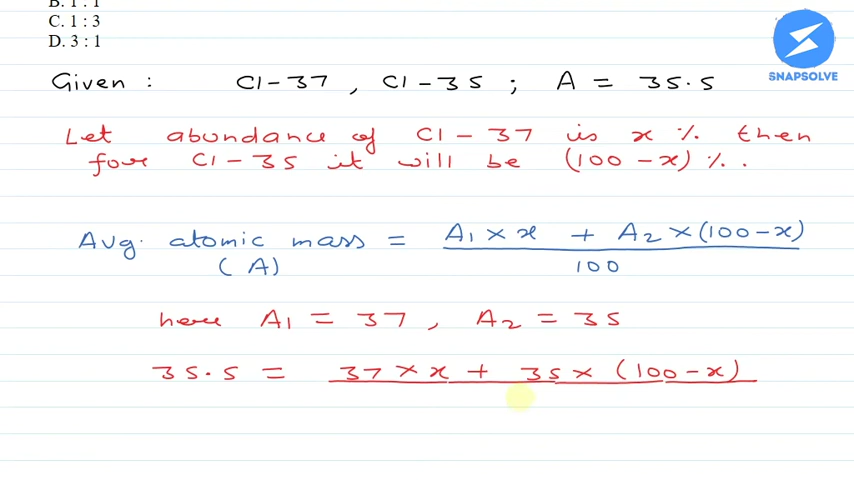 B. 1 : 1
C. 1 : 3
D. 3 : 1
SNAPSOLVE
Given : Cl-37 , Cl-35 ; A = 35.5
Let abundance of Cl-37 is x % then
for Cl-35 it will be (100-x) %.
Avg. atomic mass = A1 × x + A2 × (100-x)
(A) 100
here A1 = 37 , A2 = 35
35.5 = 37 × x + 35 × (100-x)